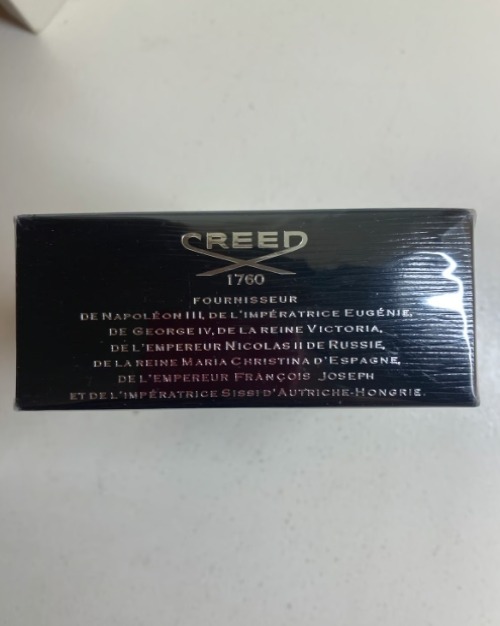 CREED
1760
FOURNISSEUR
DE NAPOLÉON III, DE L'IMPÉRATRICE EUGÉNIE,
DE GEORGE IV, DE LA REINE VICTORIA,
DE L'EMPEREUR NICOLAS II DE RUSSIE,
DE LA REINE MARIA CHRISTINA D'ESPAGNE,
DE L'EMPEREUR FRANÇOIS JOSEPH
ET DE L'IMPÉRATRICE SISSI D'AUTRICHE-HONGRIE.